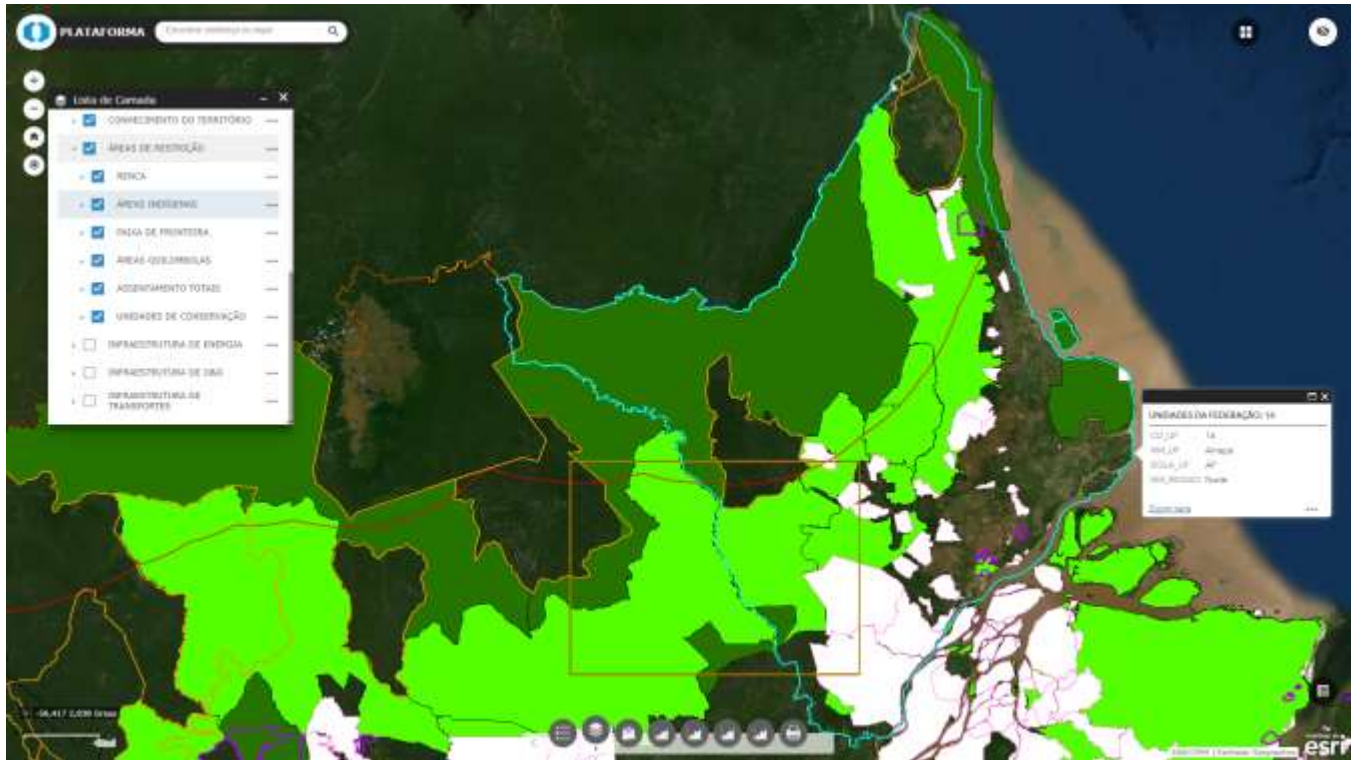 PLATAFORMA
Lista de Camada
CONHECIMENTO DO TERRITÓRIO
ÁREAS DE RESTRIÇÃO
RENCA
ÁREAS INDÍGENAS
FAIXA DE FRONTEIRA
ÁREAS QUILOMBOLAS
ASSENTAMENTO TOTAIS
UNIDADES DE CONSERVAÇÃO
INFRAESTRUTURA DE ENERGIA
INFRAESTRUTURA DE O&G
INFRAESTRUTURA DE
TRANSPORTES
UNIDADES DA FEDERAÇÃO: 16
CD_UF 16
NM_UF Amapá
SIGLA_UF AP
NM_REGIAO Norte
Zoom para
esri